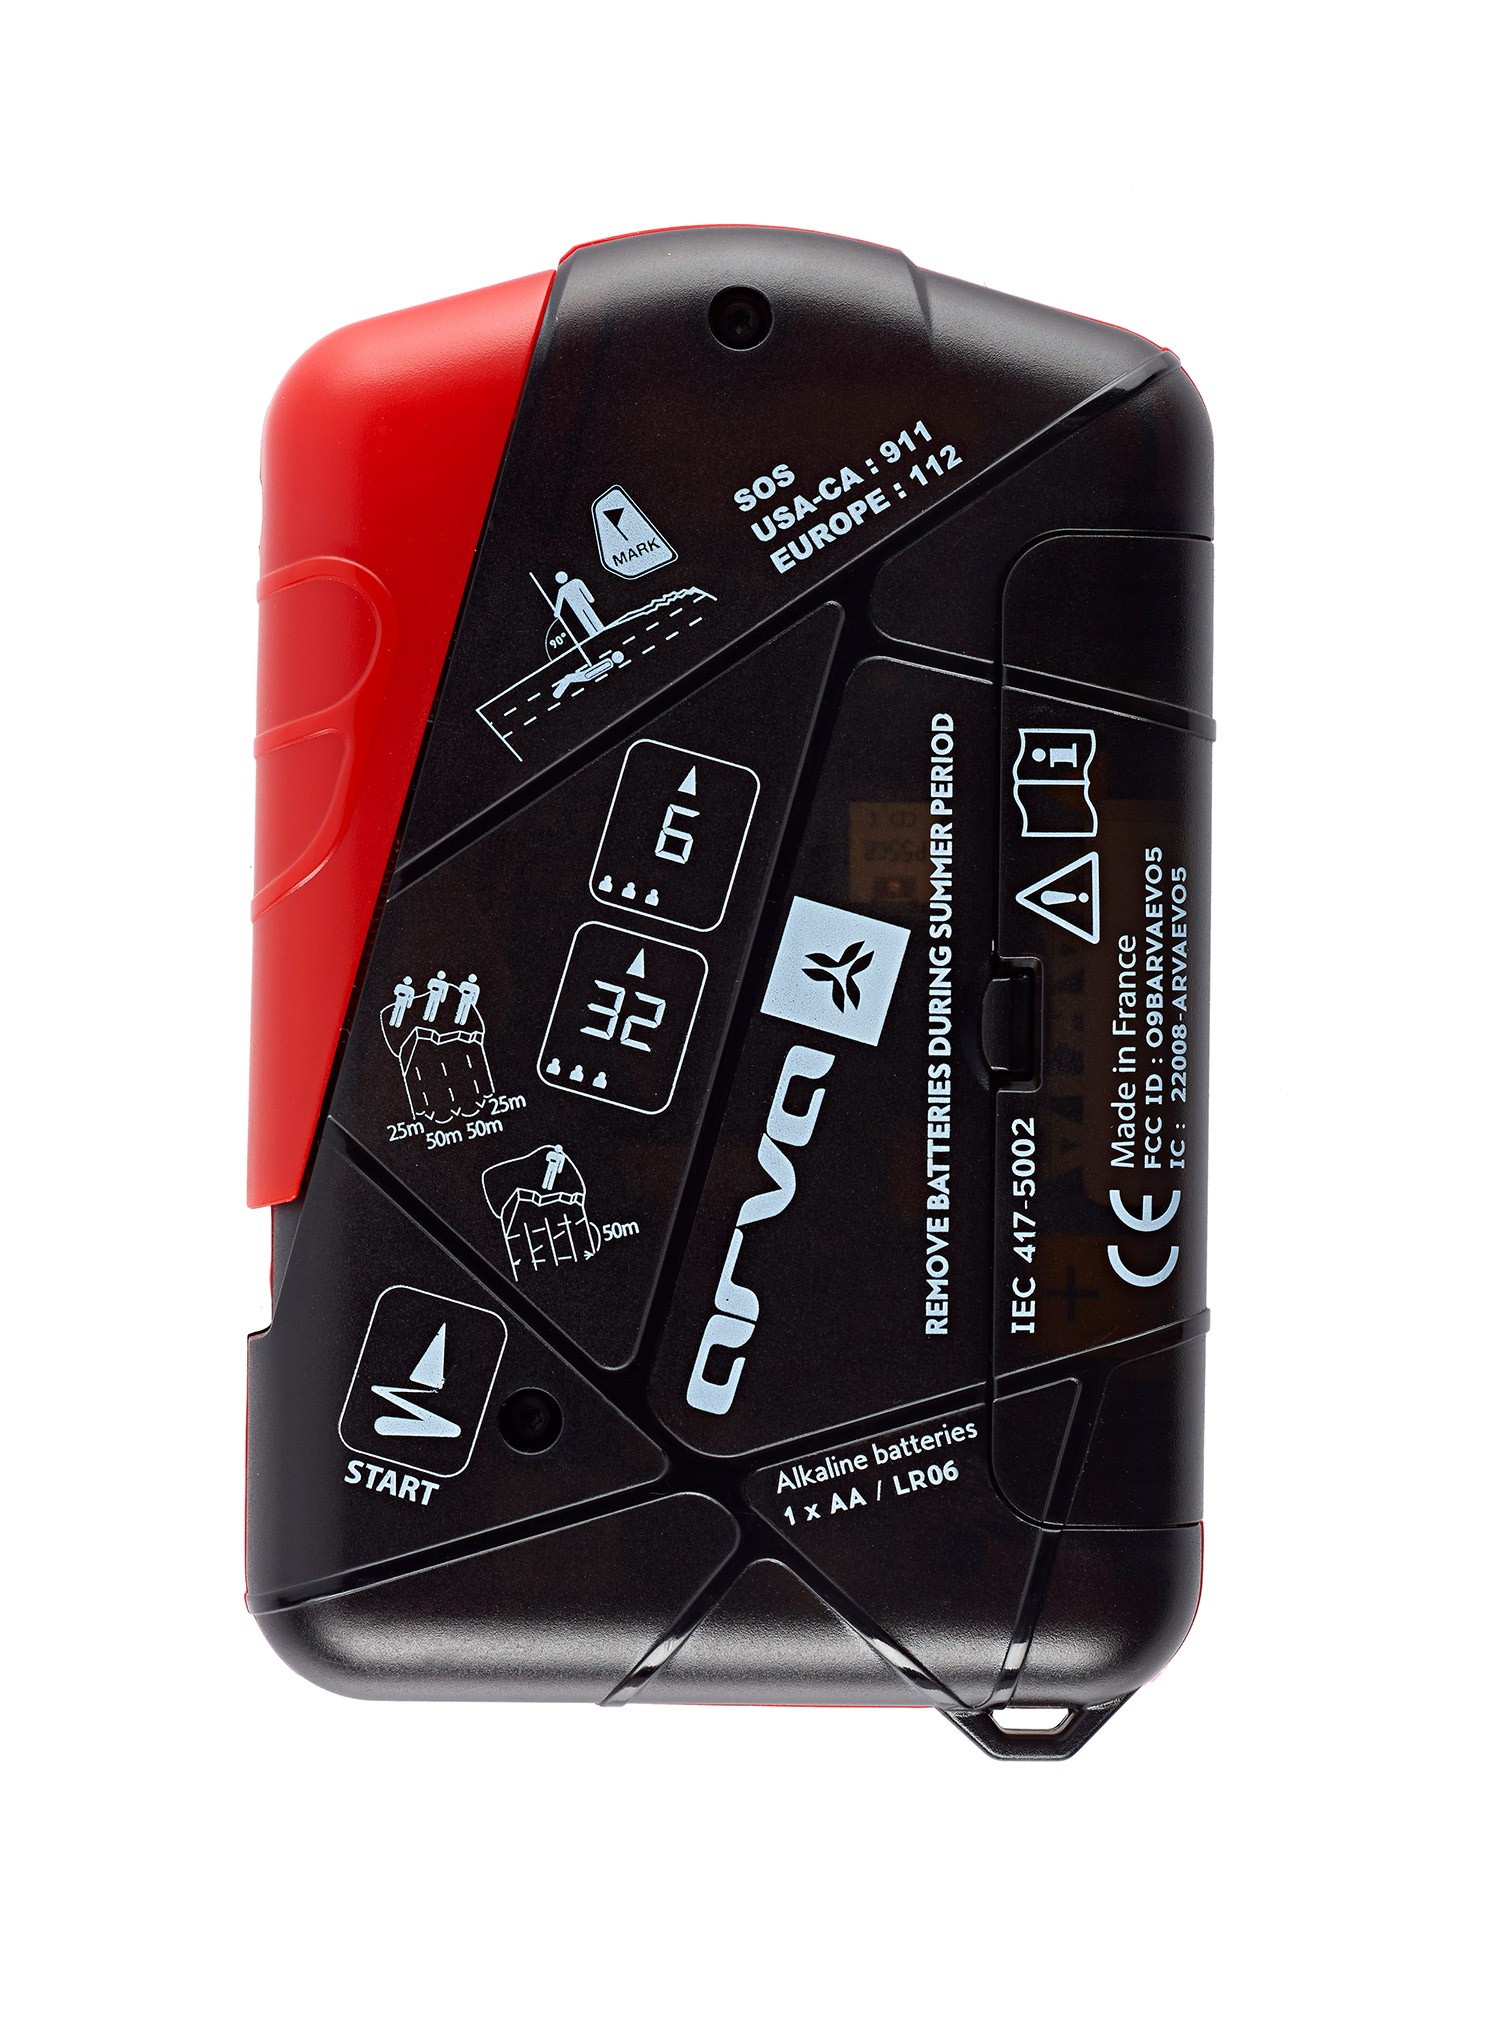 SOS
USA-CA : 911
EUROPE : 112
MARK
90°
6
32
25m 50m 50m 25m
50m
START
arva
REMOVE BATTERIES DURING SUMMER PERIOD
IEC 417-5002
Made in France
FCC ID : O9BARVAEVO5
IC : 22008-ARVAEVO5
CE
Alkaline batteries
1 x AA / LR06